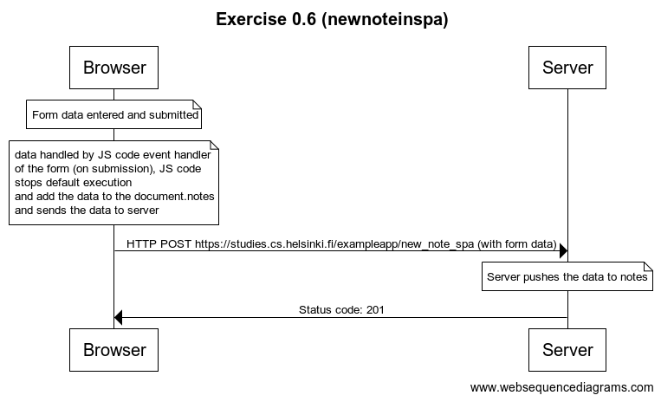 Exercise 0.6 (newnoteinspa)
Browser
Server
Form data entered and submitted
data handled by JS code event handler
of the form (on submission), JS code
stops default execution
and add the data to the document.notes
and sends the data to server
HTTP POST https://studies.cs.helsinki.fi/exampleapp/new_note_spa (with form data)
Server pushes the data to notes
Status code: 201
Browser
Server
www.websequencediagrams.com